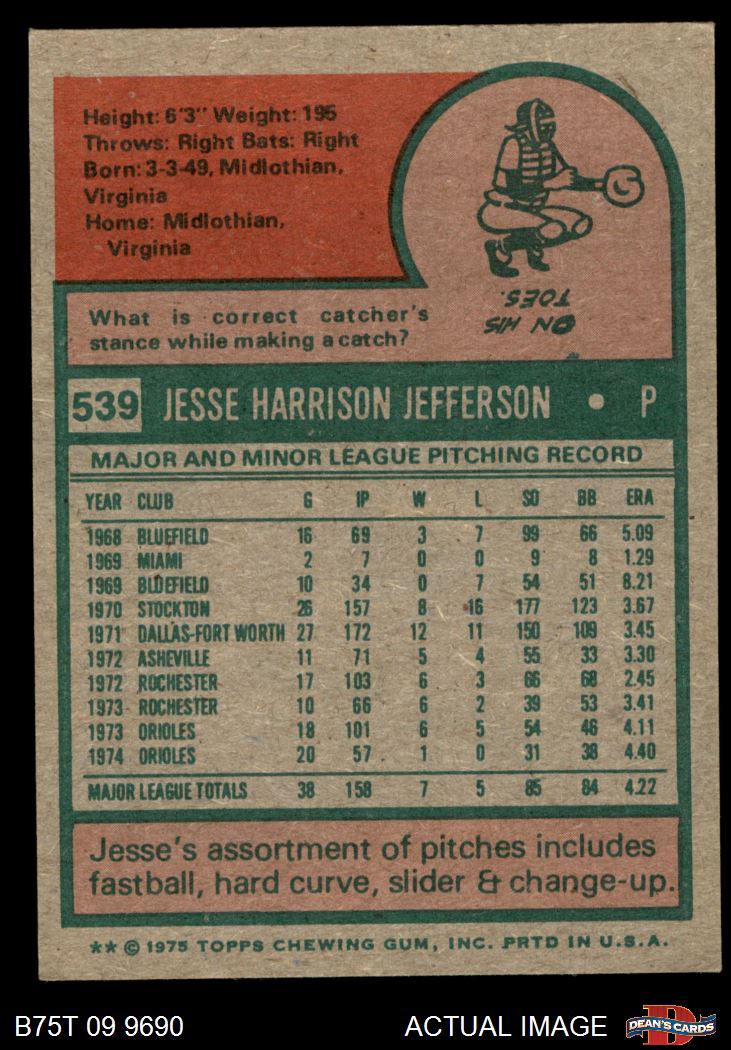 Height: 6'3" Weight: 195
Throws: Right Bats: Right
Born: 3-3-49, Midlothian,
Virginia
Home: Midlothian,
Virginia
What is correct catcher's
stance while making a catch?
ON HIS
TOES.
539 JESSE HARRISON JEFFERSON • P
MAJOR AND MINOR LEAGUE PITCHING RECORD
YEAR CLUB G IP W L SO BB ERA
1968 BLUEFIELD 16 69 3 7 99 66 5.09
1969 MIAMI 2 7 0 0 9 8 1.29
1969 BLUEFIELD 10 34 0 7 54 51 8.21
1970 STOCKTON 26 157 8 16 177 123 3.67
1971 DALLAS-FORT WORTH 27 172 12 11 150 109 3.45
1972 ASHEVILLE 11 71 5 4 55 33 3.30
1972 ROCHESTER 17 103 6 3 66 68 2.45
1973 ROCHESTER 10 66 6 2 39 53 3.41
1973 ORIOLES 18 101 6 5 54 46 4.11
1974 ORIOLES 20 57 1 0 31 38 4.40
MAJOR LEAGUE TOTALS 38 158 7 5 85 84 4.22
Jesse's assortment of pitches includes
fastball, hard curve, slider & change-up.
** © 1975 TOPPS CHEWING GUM, INC. PRTD IN U.S.A.
B75T 09 9690 ACTUAL IMAGE D DEAN'S CARDS